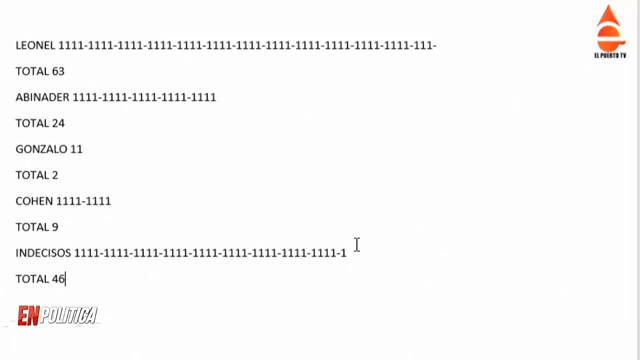 LEONEL 1111-1111-1111-1111-1111-1111-1111-1111-1111-1111-1111-1111-111-
TOTAL 63
ABINADER 1111-1111-1111-1111-1111
TOTAL 24
GONZALO 11
TOTAL 2
COHEN 1111-1111
TOTAL 9
INDECISOS 1111-1111-1111-1111-1111-1111-1111-1111-1111-1
TOTAL 46
EL PUERTO TV
EN POLITICA